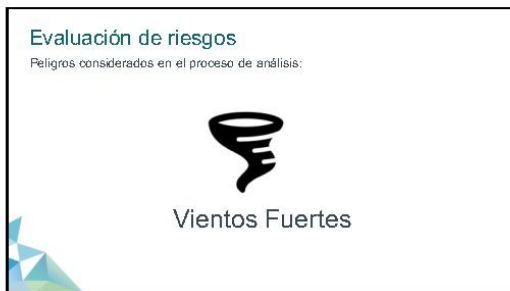 Evaluación de riesgos
Peligros considerados en el proceso de análisis:
Vientos Fuertes